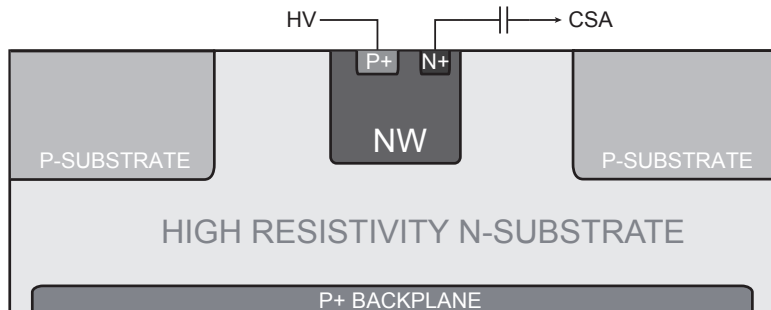 HV
CSA
P+
N+
NW
P-SUBSTRATE
P-SUBSTRATE
HIGH RESISTIVITY N-SUBSTRATE
P+ BACKPLANE